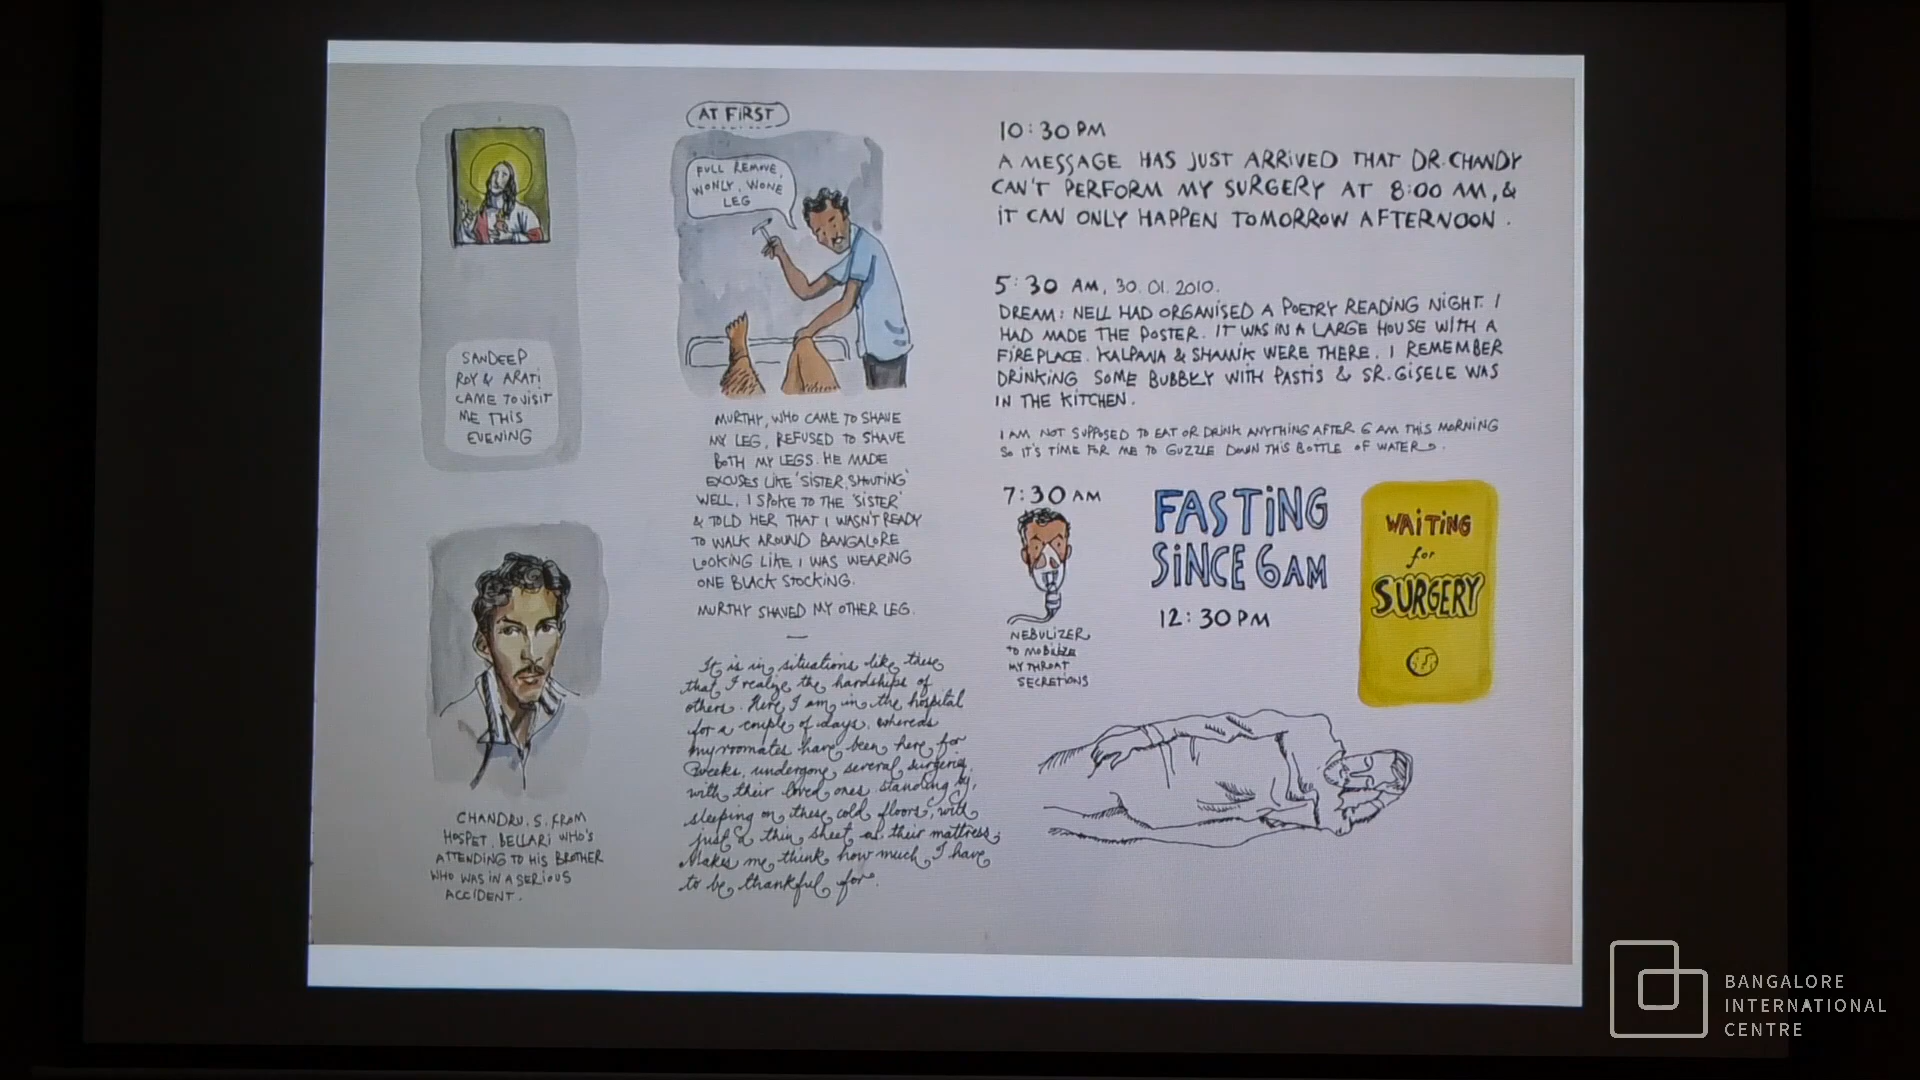 SANDEEP
ROY & ARATI
CAME TO VISIT
ME THIS
EVENING
CHANDRU.S. FROM
HOSPET, BELLARI WHO'S
ATTENDING TO HIS BROTHER
WHO WAS IN A SERIOUS
ACCIDENT.
AT FIRST
FULL REMOVE,
WONLY, WONE
LEG
MURTHY, WHO CAME TO SHAVE
MY LEG, REFUSED TO SHAVE
BOTH MY LEGS. HE MADE
EXCUSES LIKE 'SISTER, SHOUTING'
WELL, I SPOKE TO THE 'SISTER'
& TOLD HER THAT I WASN'T READY
TO WALK AROUND BANGALORE
LOOKING LIKE I WAS WEARING
ONE BLACK STOCKING.
MURTHY SHAVED MY OTHER LEG.
It is in situations like these
that I realize the hardships of
others. Here I am in the hospital
for a couple of days, whereas
my roomates have been here for
weeks, undergone several surgeries,
with their loved ones standing by,
sleeping on these cold floors, with
just a thin sheet as their mattress.
Makes me think how much I have
to be thankful for.
10:30 PM
A MESSAGE HAS JUST ARRIVED THAT DR. CHANDY
CAN'T PERFORM MY SURGERY AT 8:00 AM, &
IT CAN ONLY HAPPEN TOMORROW AFTERNOON.
5:30 AM, 30.01.2010.
DREAM: NELL HAD ORGANISED A POETRY READING NIGHT. I
HAD MADE THE POSTER. IT WAS IN A LARGE HOUSE WITH A
FIREPLACE. KALPANA & SHAMIK WERE THERE. I REMEMBER
DRINKING SOME BUBBLY WITH PASTIS & SR. GISELE WAS
IN THE KITCHEN.
I AM NOT SUPPOSED TO EAT OR DRINK ANYTHING AFTER 6 AM THIS MORNING
SO IT'S TIME FOR ME TO GUZZLE DOWN THIS BOTTLE OF WATER.
7:30 AM
NEBULIZER
TO MOBILIZE
MY THROAT
SECRETIONS
FASTING
SINCE 6AM
12:30 PM
WAITING
for
SURGERY
BANGALORE
INTERNATIONAL
CENTRE